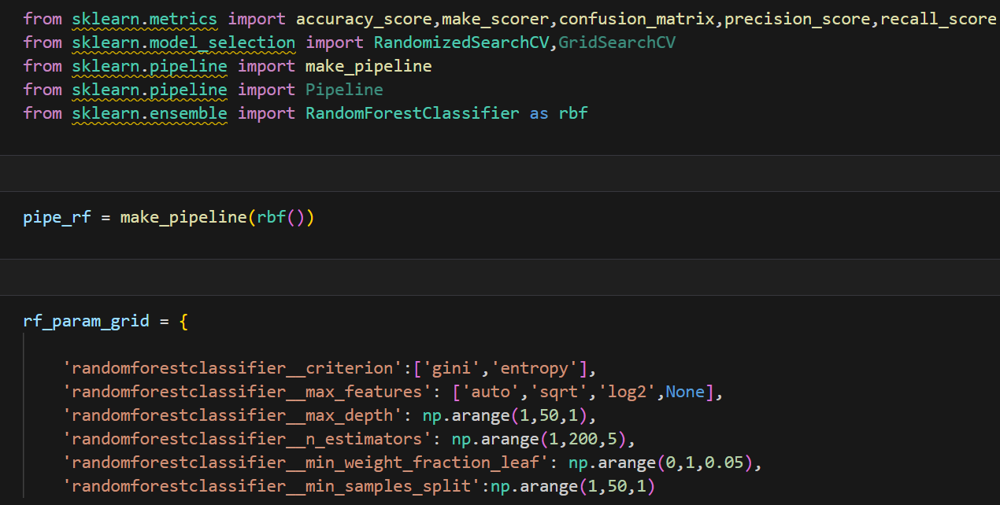 from sklearn.metrics import accuracy_score,make_scorer,confusion_matrix,precision_score,recall_score
from sklearn.model_selection import RandomizedSearchCV,GridSearchCV
from sklearn.pipeline import make_pipeline
from sklearn.pipeline import Pipeline
from sklearn.ensemble import RandomForestClassifier as rbf
pipe_rf = make_pipeline(rbf())
rf_param_grid = {
'randomforestclassifier__criterion':['gini','entropy'],
'randomforestclassifier__max_features': ['auto','sqrt','log2',None],
'randomforestclassifier__max_depth': np.arange(1,50,1),
'randomforestclassifier__n_estimators': np.arange(1,200,5),
'randomforestclassifier__min_weight_fraction_leaf': np.arange(0,1,0.05),
'randomforestclassifier__min_samples_split':np.arange(1,50,1)